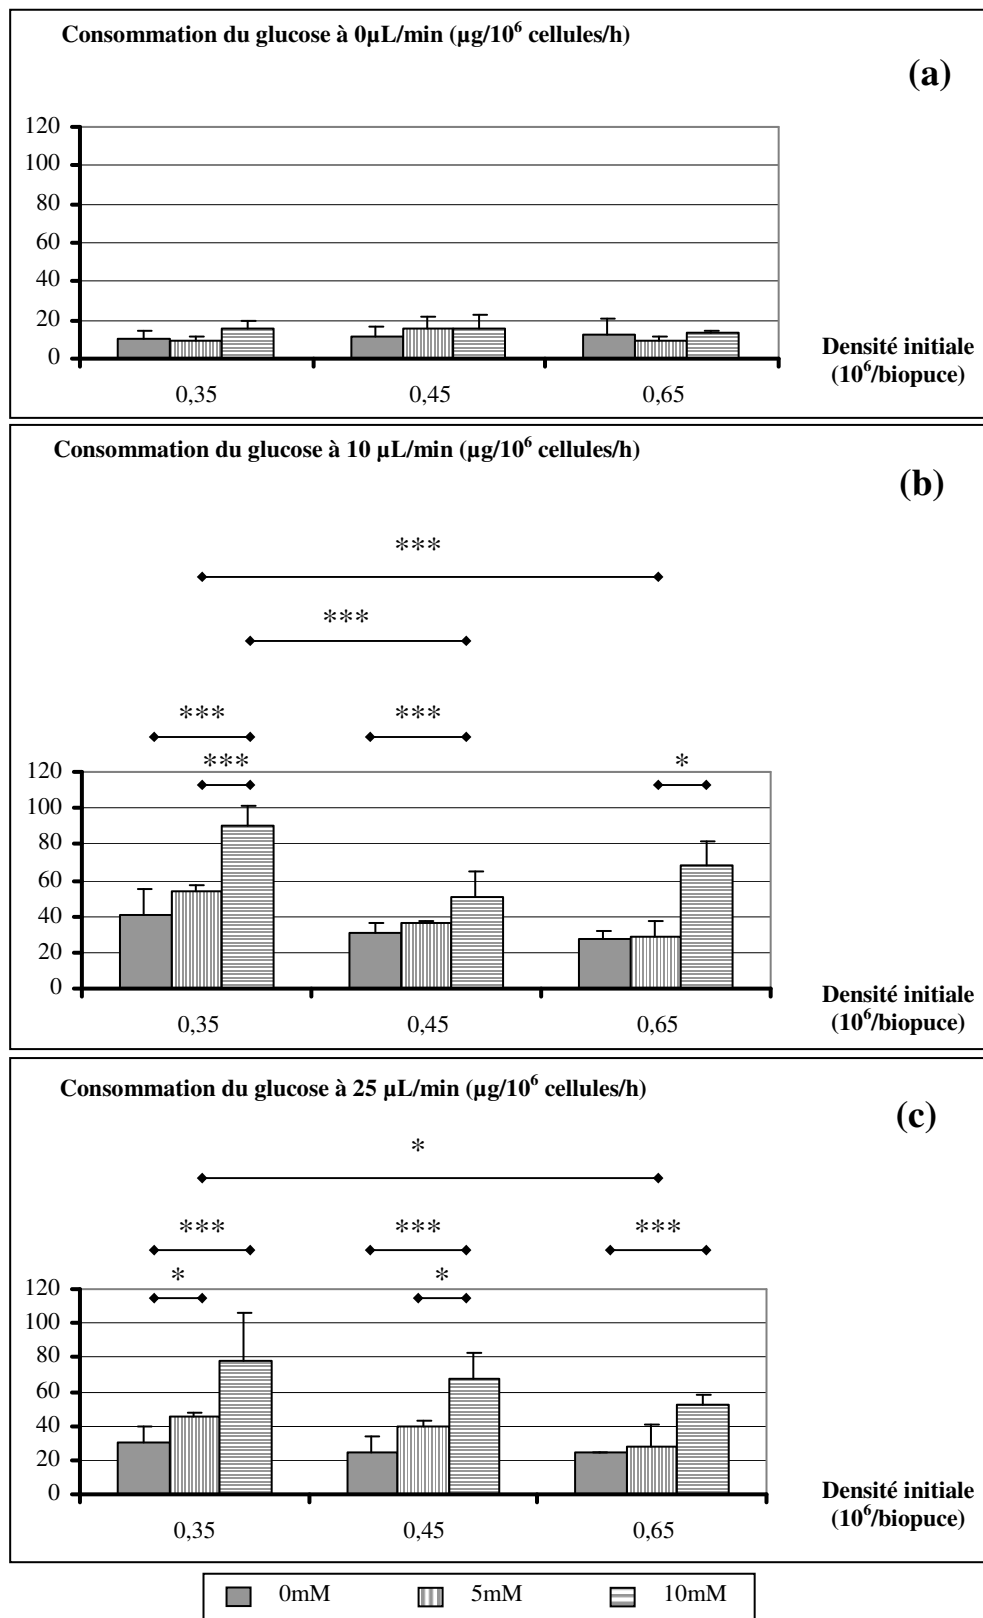 Consommation du glucose à 0µL/min (µg/10⁶ cellules/h)
(a)
120
100
80
60
40
20
0
0,35 0,45 0,65
Densité initiale
(10⁶/biopuce)
Consommation du glucose à 10 µL/min (µg/10⁶ cellules/h)
(b)
***
***
*** ***
*** *
120
100
80
60
40
20
0
0,35 0,45 0,65
Densité initiale
(10⁶/biopuce)
Consommation du glucose à 25 µL/min (µg/10⁶ cellules/h)
(c)
*
*** *** ***
* *
120
100
80
60
40
20
0
0,35 0,45 0,65
Densité initiale
(10⁶/biopuce)
0mM 5mM 10mM